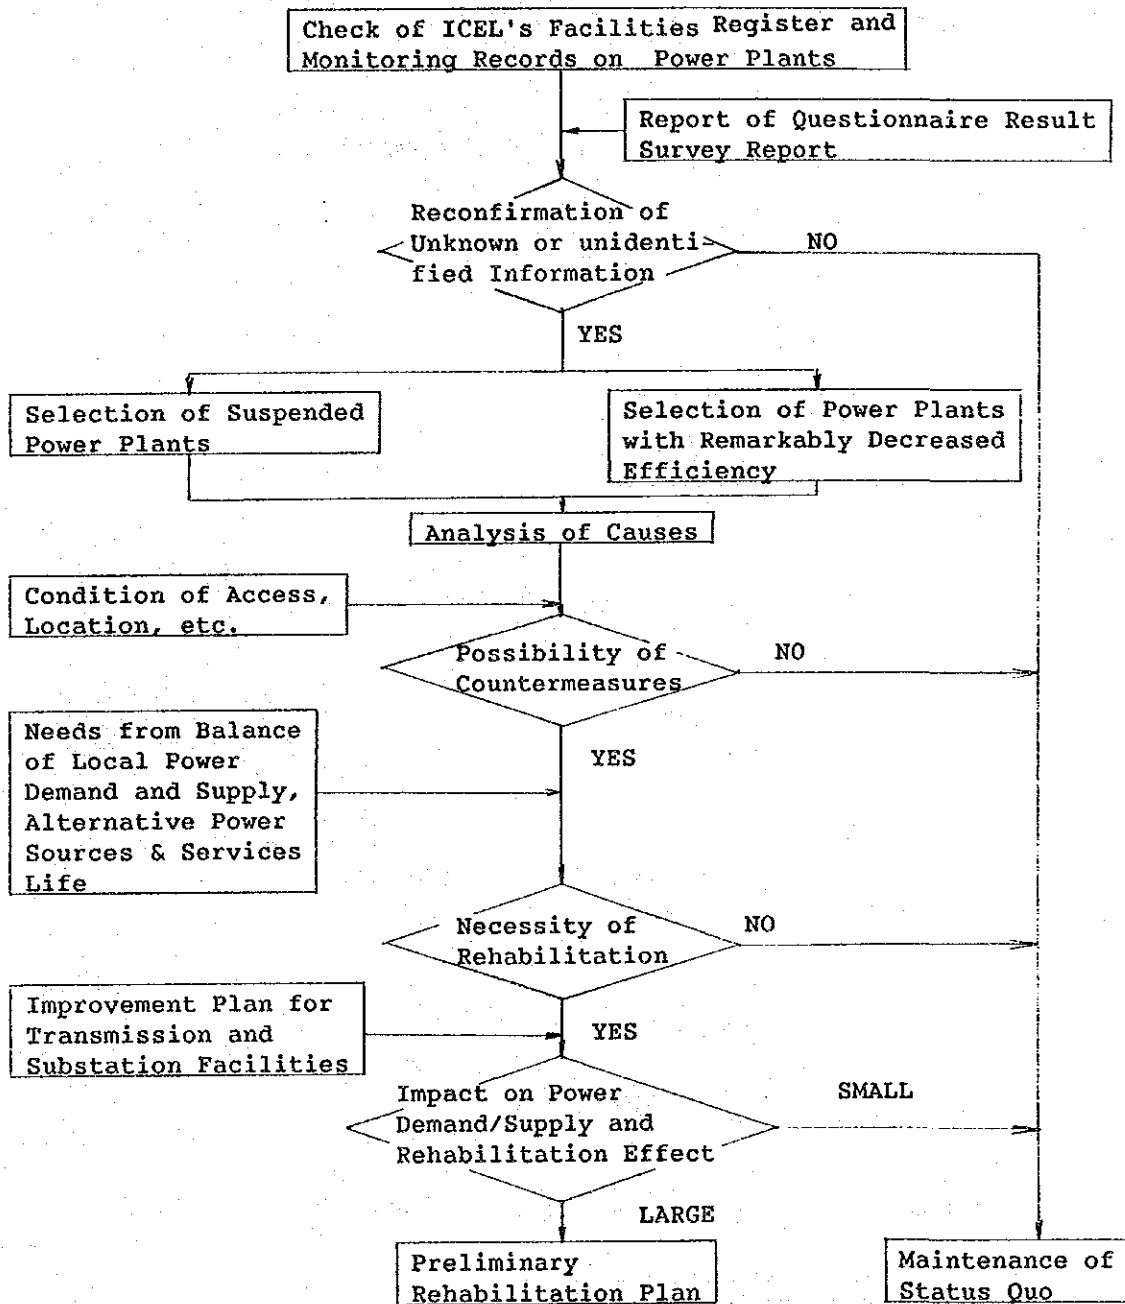 Check of ICEL's Facilities Register and
Monitoring Records on Power Plants
Report of Questionnaire Result
Survey Report
Reconfirmation of
Unknown or unidenti-
fied Information
NO
YES
Selection of Suspended
Power Plants
Selection of Power Plants
with Remarkably Decreased
Efficiency
Analysis of Causes
Condition of Access,
Location, etc.
Possibility of
Countermeasures
NO
Needs from Balance
of Local Power
Demand and Supply,
Alternative Power
Sources & Services
Life
YES
Necessity of
Rehabilitation
NO
Improvement Plan for
Transmission and
Substation Facilities
YES
Impact on Power
Demand/Supply and
Rehabilitation Effect
SMALL
LARGE
Preliminary
Rehabilitation Plan
Maintenance of
Status Quo